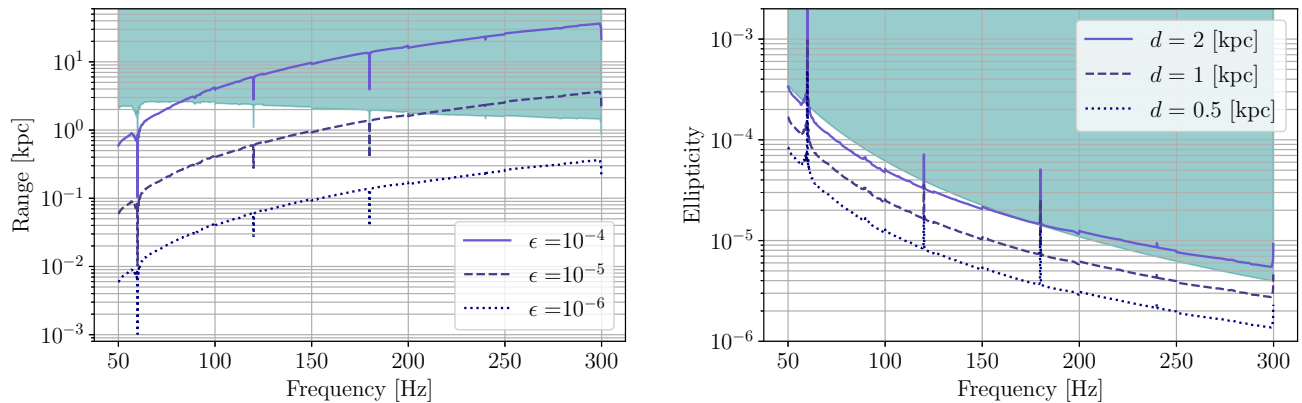 10¹
10⁰
10⁻¹
10⁻²
10⁻³
Range [kpc]
50
100
150
200
250
300
Frequency [Hz]
ϵ =10⁻⁴
ϵ =10⁻⁵
ϵ =10⁻⁶
10⁻³
10⁻⁴
10⁻⁵
10⁻⁶
Ellipticity
50
100
150
200
250
300
Frequency [Hz]
d = 2 [kpc]
d = 1 [kpc]
d = 0.5 [kpc]